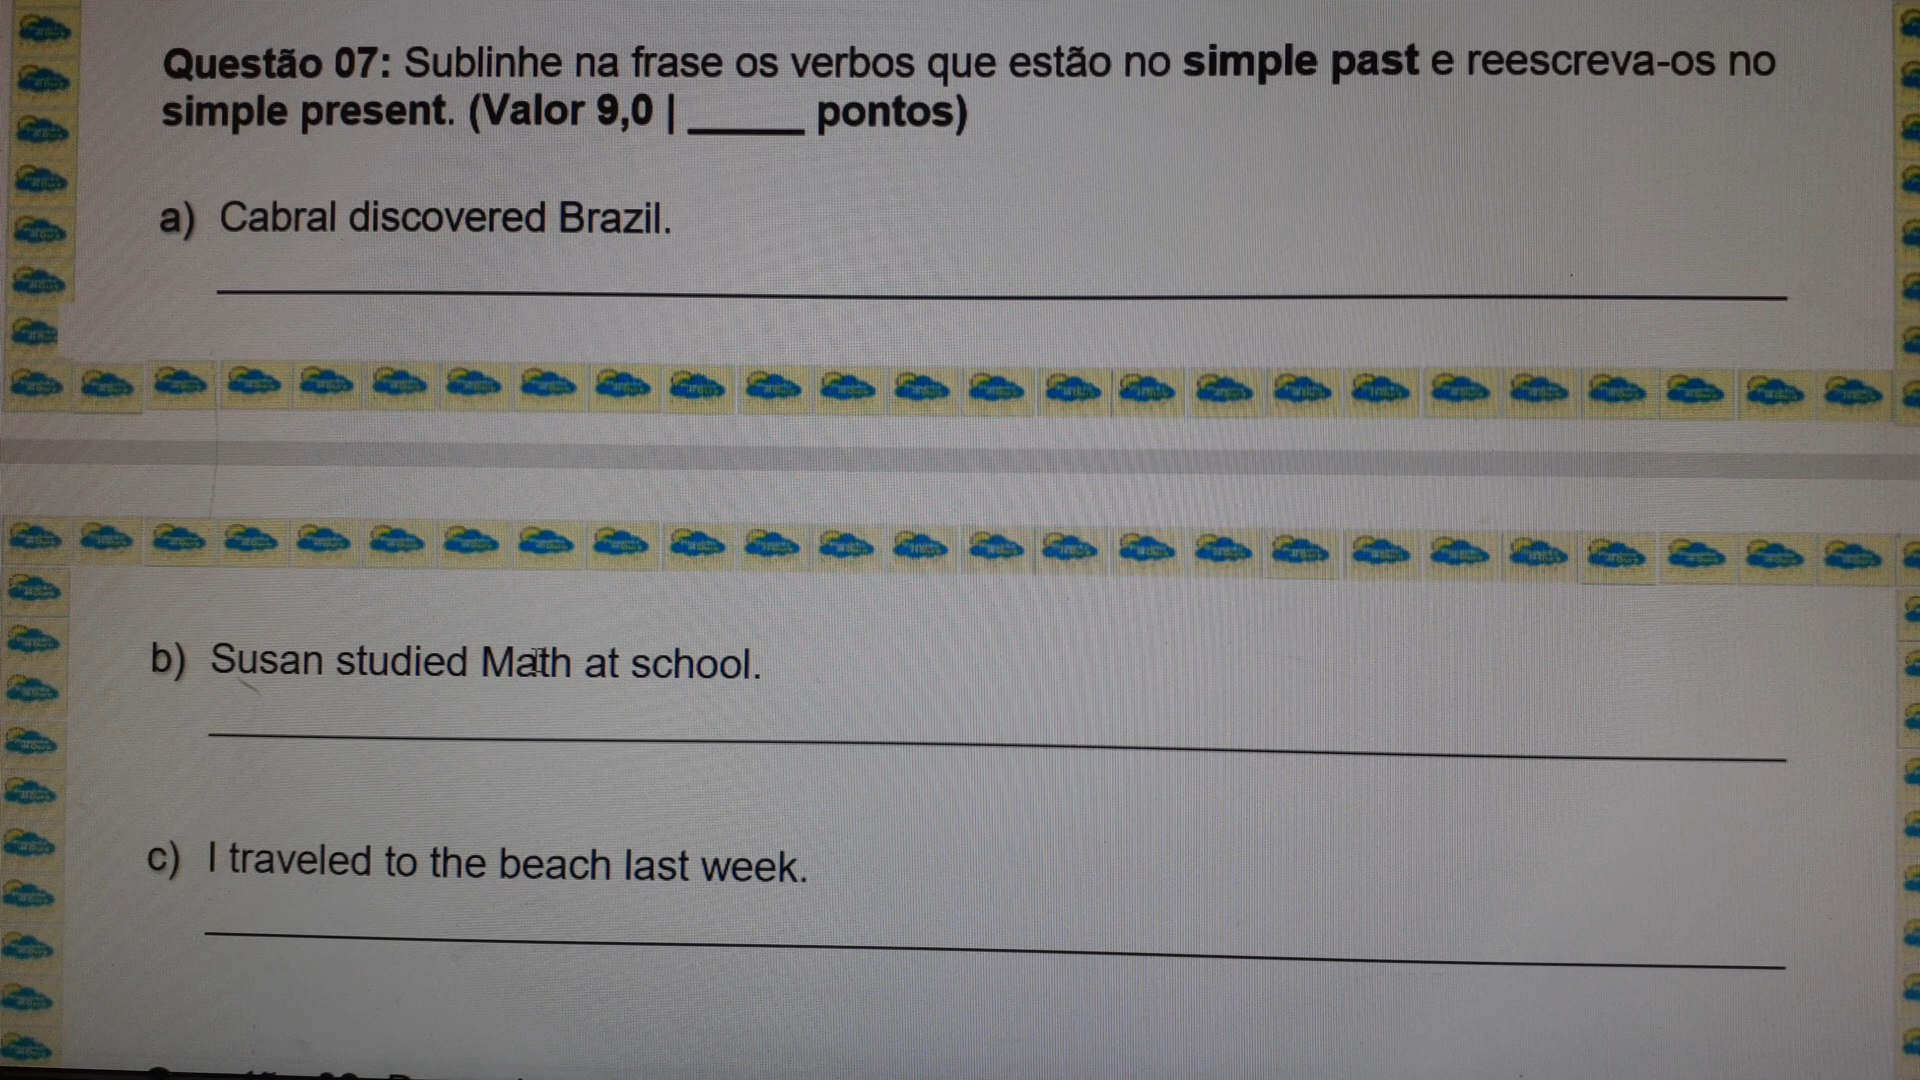 Questão 07: Sublinhe na frase os verbos que estão no simple past e reescreva-os no
simple present. (Valor 9,0 | _____ pontos)
a) Cabral discovered Brazil.
b) Susan studied Math at school.
c) I traveled to the beach last week.